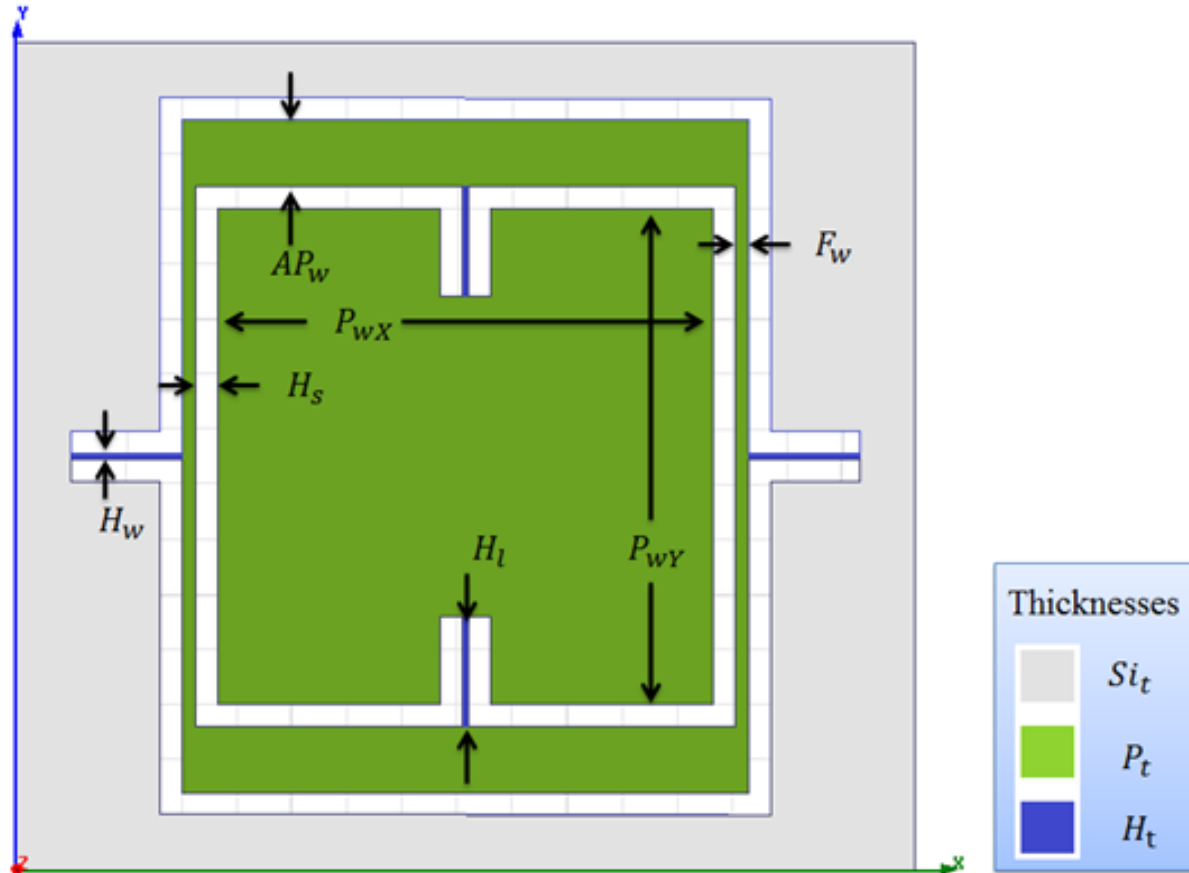 Y
AP_w
F_w
P_wX
H_s
H_w
H_l
P_wY
Z
X
Thicknesses
Si_t
P_t
H_t